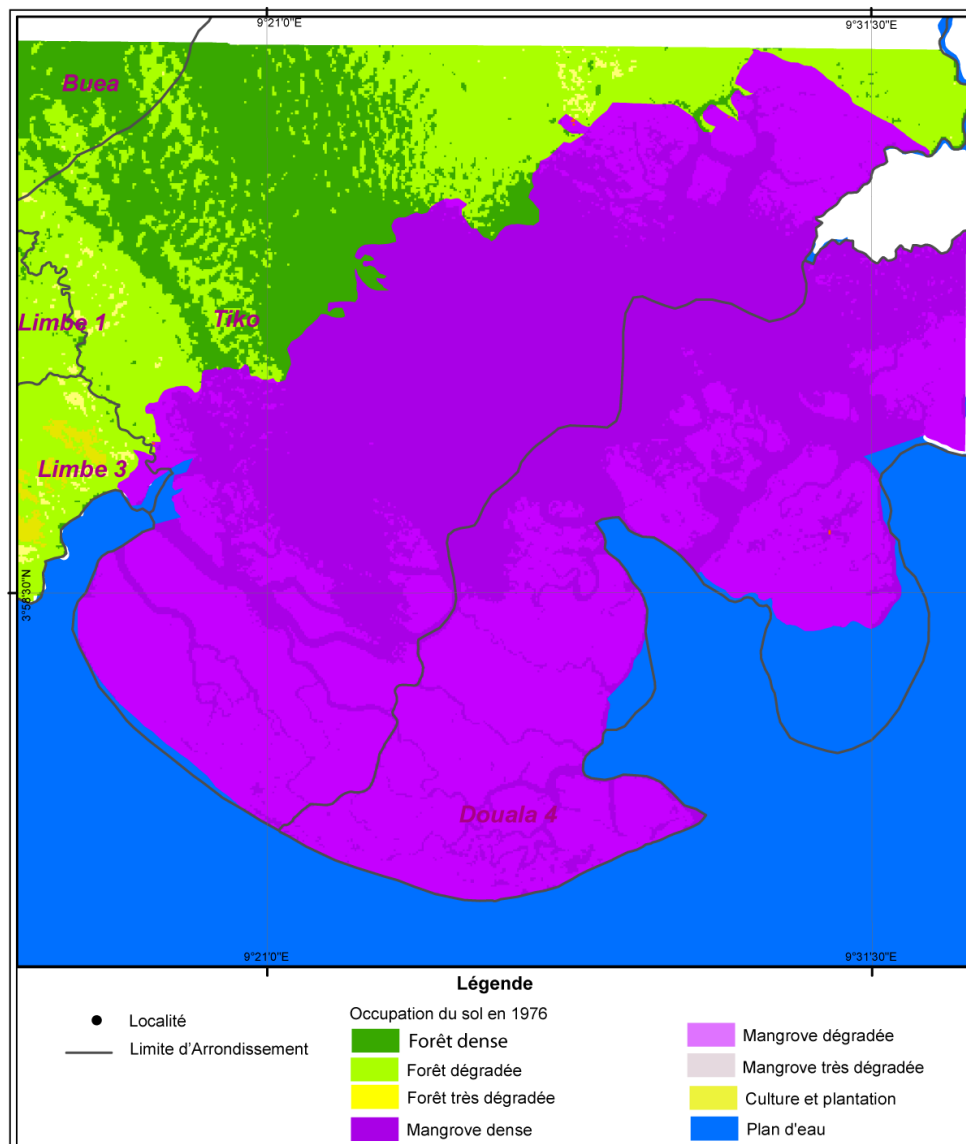 9°21'0"E
9°31'30"E
Buea
Limbe 1
Tiko
Limbe 3
3°58'30"N
Douala 4
9°21'0"E
9°31'30"E
Légende
Localité
Limite d'Arrondissement
Occupation du sol en 1976
Forêt dense
Forêt dégradée
Forêt très dégradée
Mangrove dense
Mangrove dégradée
Mangrove très dégradée
Culture et plantation
Plan d'eau